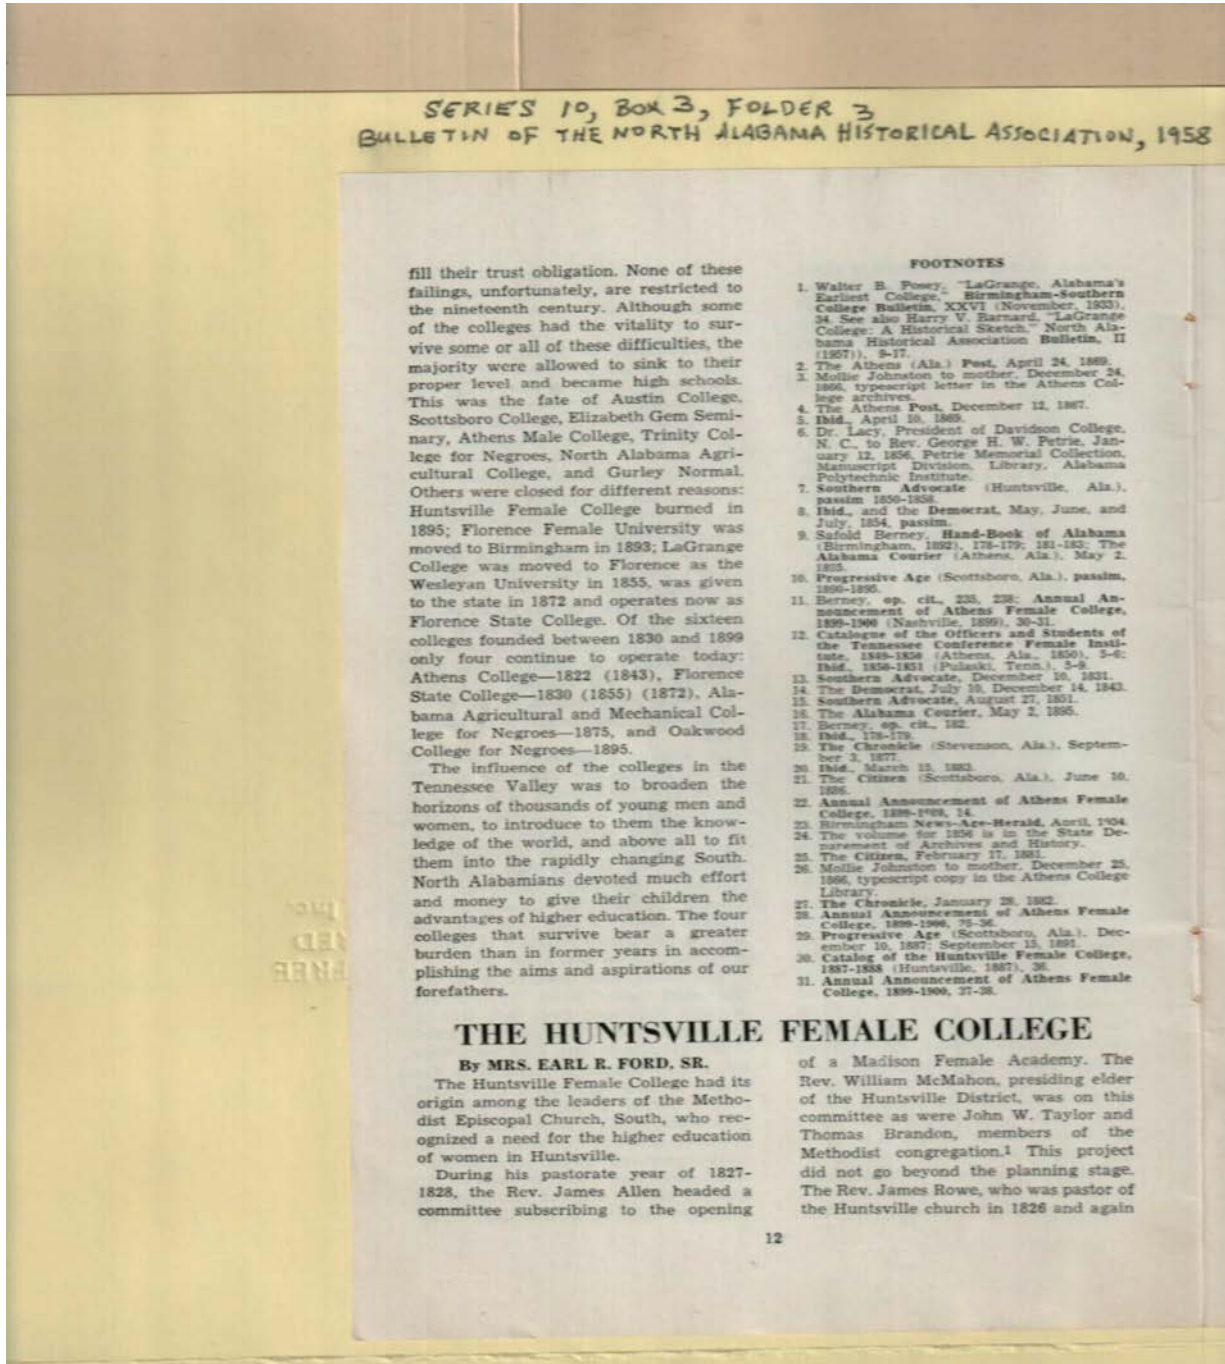 SERIES 10, BOX 3, FOLDER 3
BULLETIN OF THE NORTH ALABAMA HISTORICAL ASSOCIATION, 1958
fill their trust obligation. None of these
failings, unfortunately, are restricted to
the nineteenth century. Although some
of the colleges had the vitality to sur-
vive some or all of these difficulties, the
majority were allowed to sink to their
proper level and became high schools.
This was the fate of Austin College,
Scottsboro College, Elizabeth Gem Semi-
nary, Athens Male College, Trinity Col-
lege for Negroes, North Alabama Agri-
cultural College, and Gurley Normal.
Others were closed for different reasons:
Huntsville Female College burned in
1895; Florence Female University was
moved to Birmingham in 1893; LaGrange
College was moved to Florence as the
Wesleyan University in 1855, was given
to the state in 1872 and operates now as
Florence State College. Of the sixteen
colleges founded between 1830 and 1899
only four continue to operate today:
Athens College—1822 (1843), Florence
State College—1830 (1855) (1872), Ala-
bama Agricultural and Mechanical Col-
lege for Negroes—1875, and Oakwood
College for Negroes—1895.
The influence of the colleges in the
Tennessee Valley was to broaden the
horizons of thousands of young men and
women, to introduce to them the know-
ledge of the world, and above all to fit
them into the rapidly changing South.
North Alabamians devoted much effort
and money to give their children the
advantages of higher education. The four
colleges that survive bear a greater
burden than in former years in accom-
plishing the aims and aspirations of our
forefathers.
FOOTNOTES
1. Walter B. Posey, "LaGrange, Alabama's
Earliest College," Birmingham-Southern
College Bulletin, XXVI (November, 1933),
34. See also Harry V. Barnard, "LaGrange
College: A Historical Sketch," North Ala-
bama Historical Association Bulletin, II
(1957)), 9-17.
2. The Athens (Ala.) Post, April 24, 1869.
3. Mollie Johnston to mother, December 24,
1866, typescript letter in the Athens Col-
lege archives.
4. The Athens Post, December 12, 1867.
5. Ibid., April 10, 1869.
6. Dr. Lacy, President of Davidson College,
N. C., to Rev. George H. W. Petrie, Jan-
uary 12, 1856, Petrie Memorial Collection,
Manuscript Division, Library, Alabama
Polytechnic Institute.
7. Southern Advocate (Huntsville, Ala.),
passim 1850-1858.
8. Ibid., and the Democrat, May, June, and
July, 1854, passim.
9. Safold Berney, Hand-Book of Alabama
(Birmingham, 1892), 178-179; 181-183; The
Alabama Courier (Athens, Ala.), May 2,
1895.
10. Progressive Age (Scottsboro, Ala.), passim,
1890-1895.
11. Berney, op. cit., 235, 238; Annual An-
nouncement of Athens Female College,
1899-1900 (Nashville, 1899), 30-31.
12. Catalogue of the Officers and Students of
the Tennessee Conference Female Insti-
tute, 1849-1850 (Athens, Ala., 1850), 5-6;
Ibid., 1850-1851 (Pulaski, Tenn.), 5-9.
13. Southern Advocate, December 10, 1831.
14. The Democrat, July 10, December 14, 1843.
15. Southern Advocate, August 27, 1851.
16. The Alabama Courier, May 2, 1895.
17. Berney, op. cit., 182.
18. Ibid., 178-179.
19. The Chronicle (Stevenson, Ala.), Septem-
ber 3, 1877.
20. Ibid., March 15, 1882.
21. The Citizen (Scottsboro, Ala.), June 10,
1886.
22. Annual Announcement of Athens Female
College, 1899-1900, 14.
23. Birmingham News-Age-Herald, April,
24. The volume for 1856 is in the State De-
parement of Archives and History.
25. The Citizen, February 17, 1881.
26. Mollie Johnston to mother, December 25,
1866, typescript copy in the Athens College
Library.
27. The Chronicle, January 28, 1882.
28. Annual Announcement of Athens Female
College, 1899-1900,
29. Progressive Age (Scottsboro, Ala.), Dec-
ember 10, 1887; September 15, 1891.
30. Catalog of the Huntsville Female College,
1887-1888 (Huntsville, 1887), 36.
31. Annual Announcement of Athens Female
College, 1899-1900, 37-38.
THE HUNTSVILLE FEMALE COLLEGE
By MRS. EARL R. FORD, SR.
The Huntsville Female College had its
origin among the leaders of the Metho-
dist Episcopal Church, South, who rec-
ognized a need for the higher education
of women in Huntsville.
During his pastorate year of 1827-
1828, the Rev. James Allen headed a
committee subscribing to the opening
of a Madison Female Academy. The
Rev. William McMahon, presiding elder
of the Huntsville District, was on this
committee as were John W. Taylor and
Thomas Brandon, members of the
Methodist congregation.1 This project
did not go beyond the planning stage.
The Rev. James Rowe, who was pastor of
the Huntsville church in 1826 and again
12